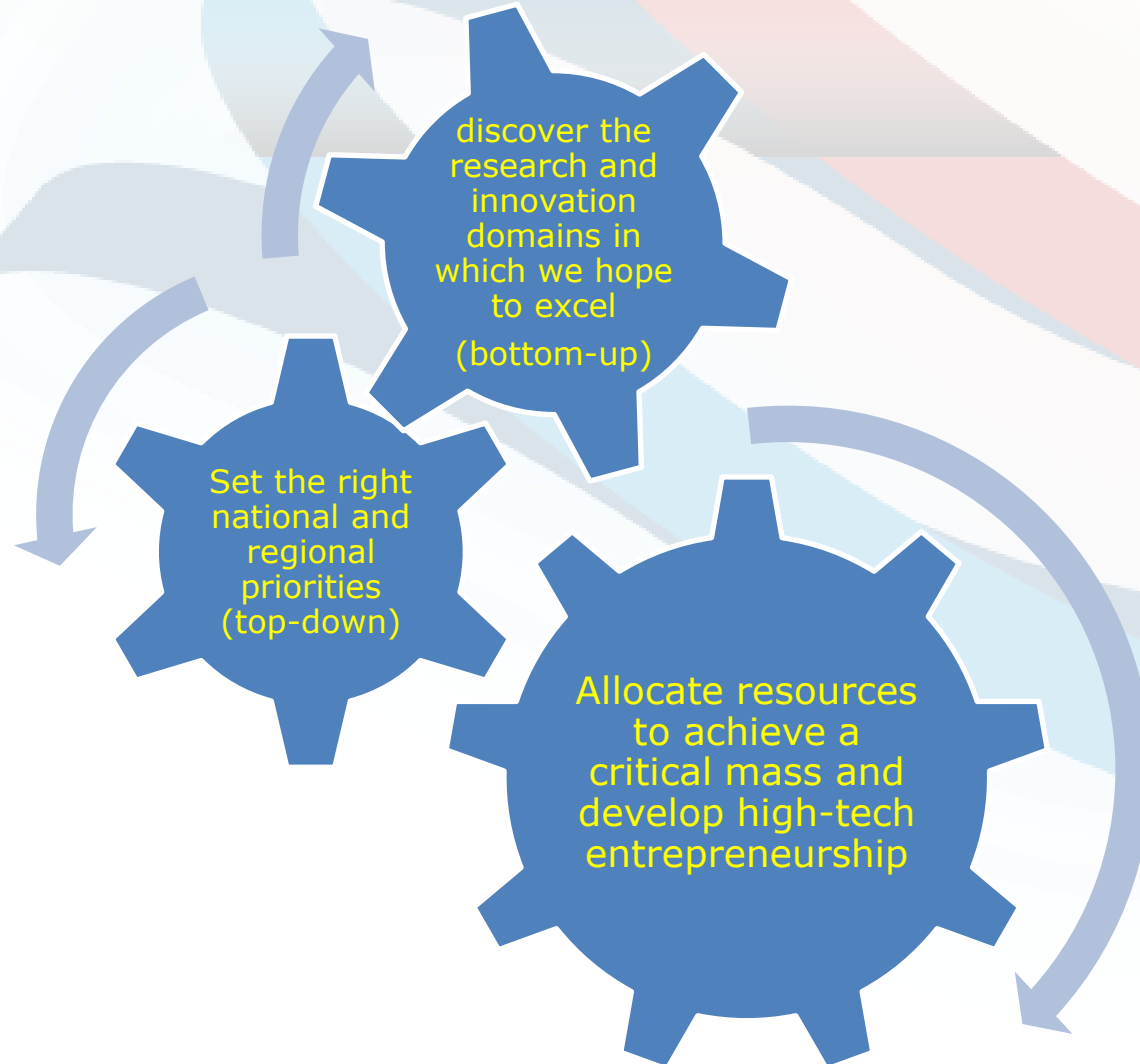 discover the
research and
innovation
domains in
which we hope
to excel
(bottom-up)
Set the right
national and
regional
priorities
(top-down)
Allocate resources
to achieve a
critical mass and
develop high-tech
entrepreneurship